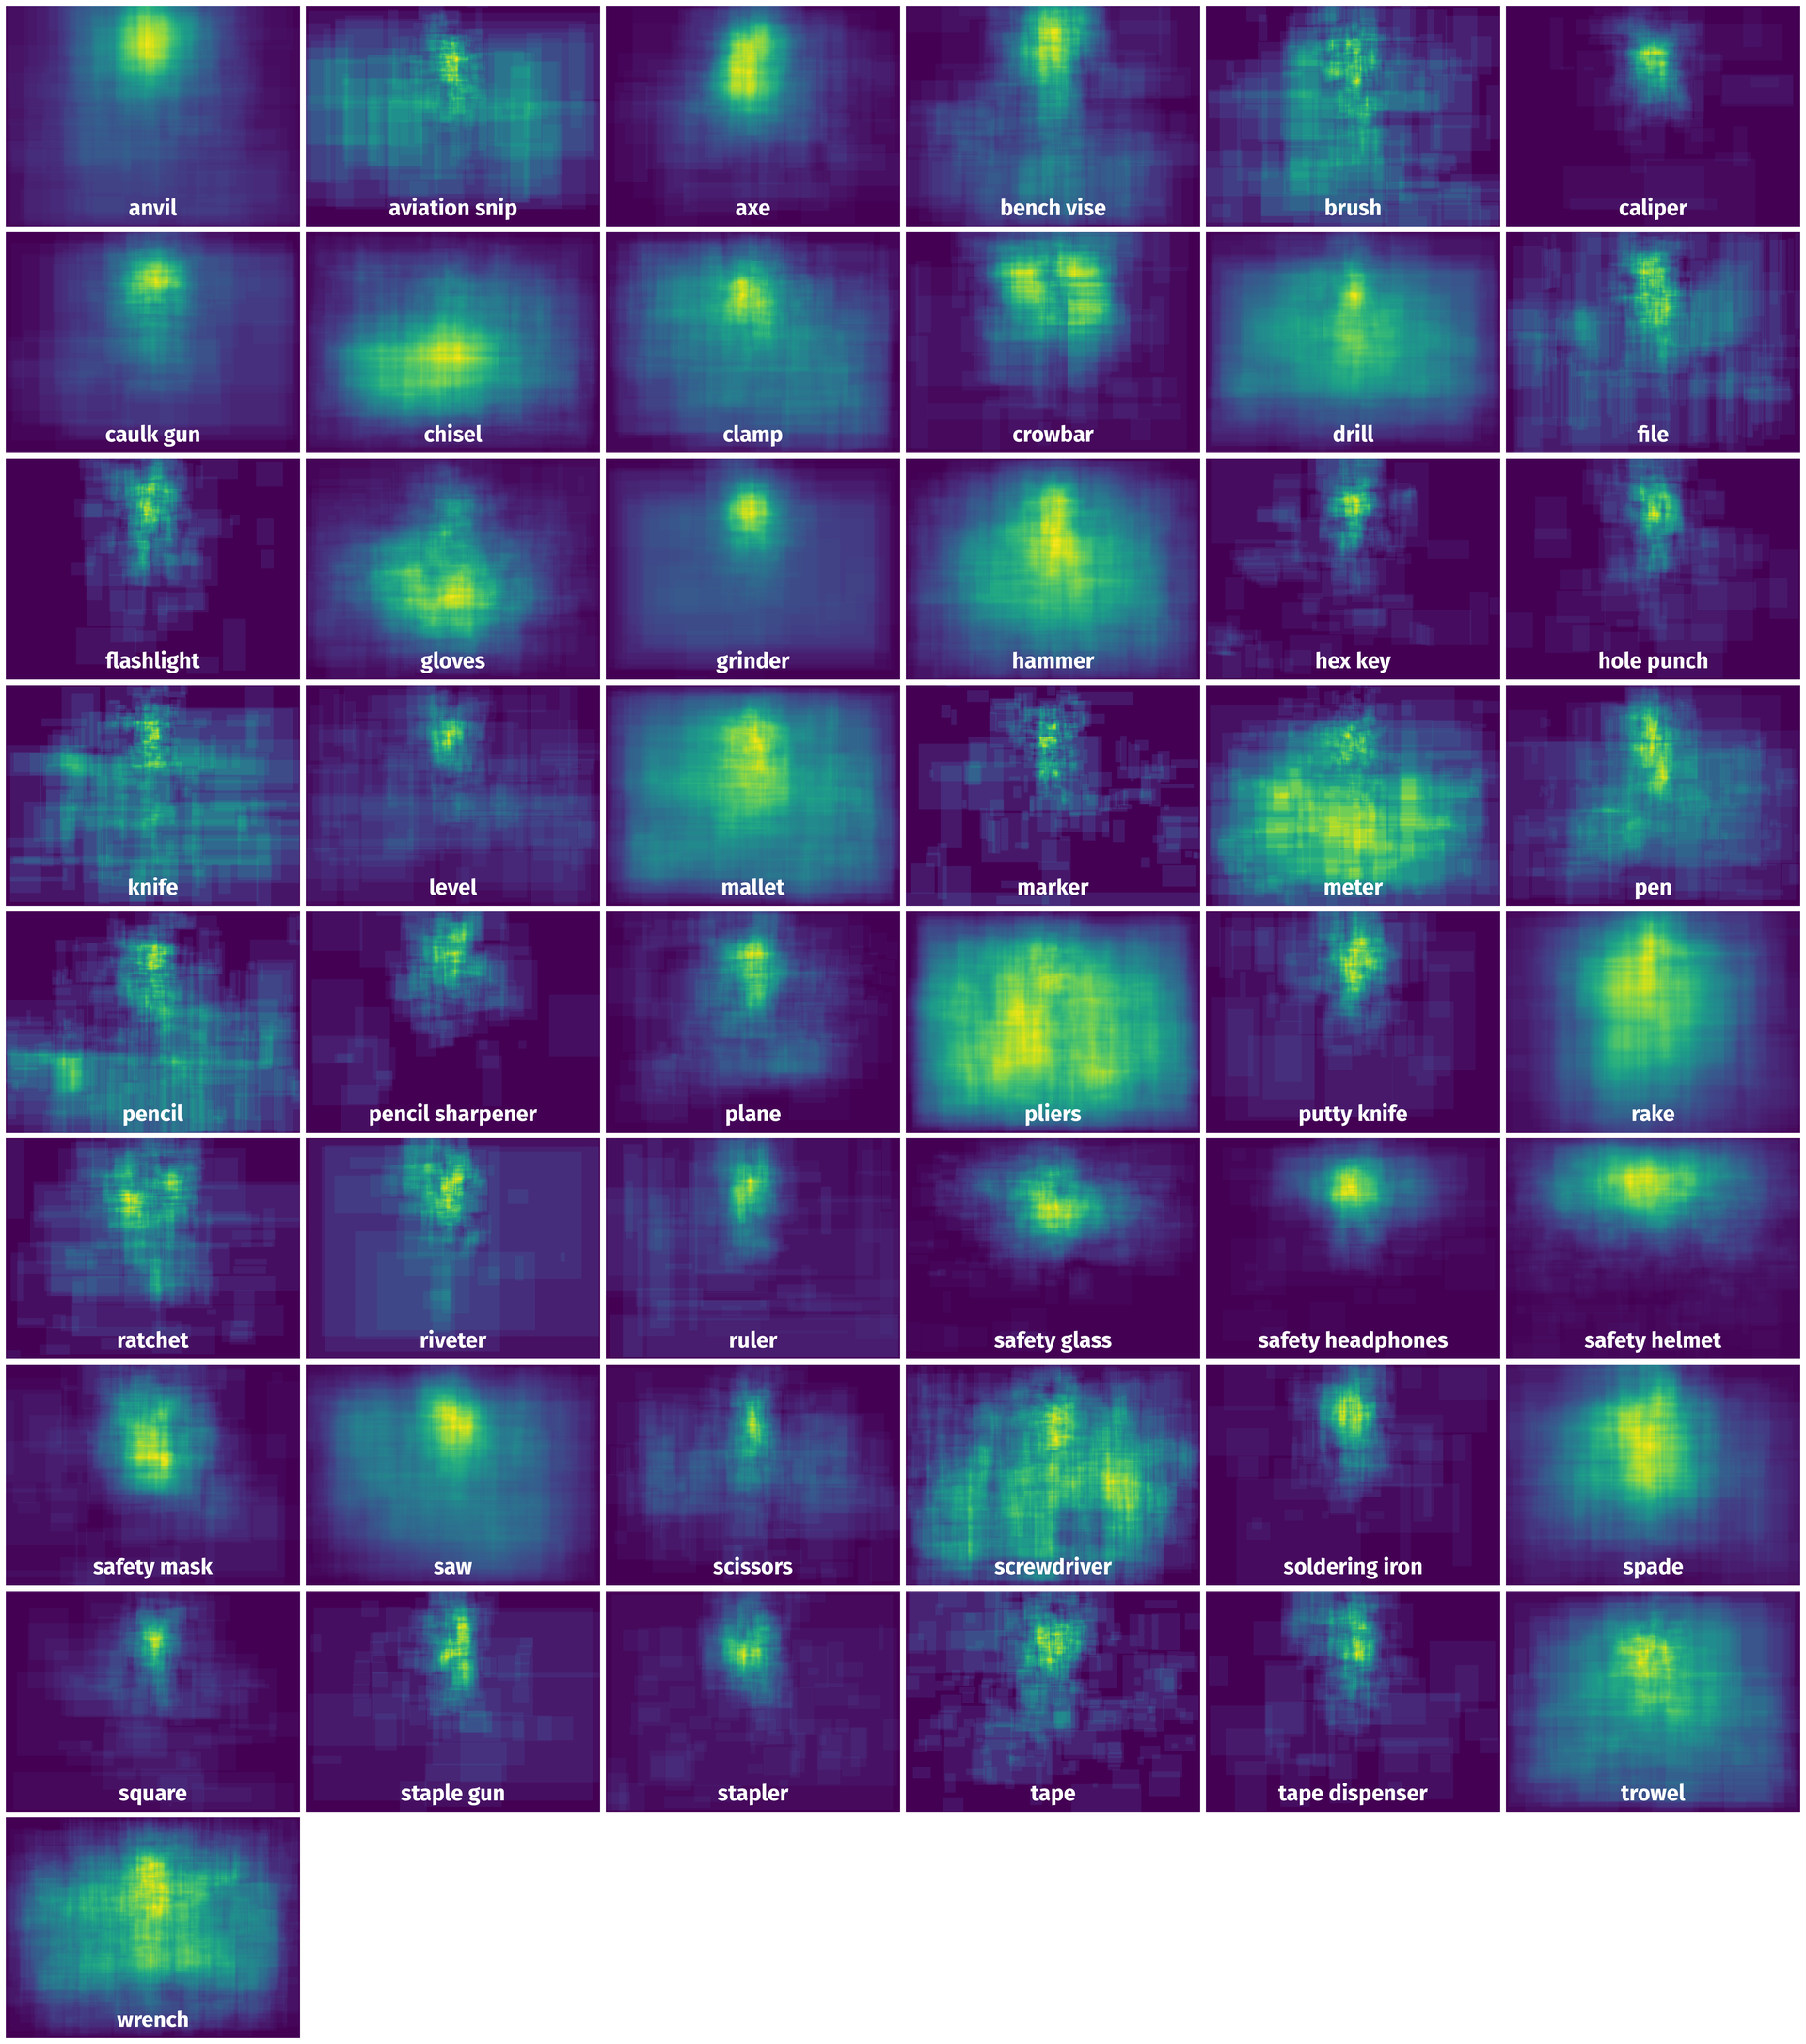 anvil
aviation snip
axe
bench vise
brush
caliper
caulk gun
chisel
clamp
crowbar
drill
file
flashlight
gloves
grinder
hammer
hex key
hole punch
knife
level
mallet
marker
meter
pen
pencil
pencil sharpener
plane
pliers
putty knife
rake
ratchet
riveter
ruler
safety glass
safety headphones
safety helmet
safety mask
saw
scissors
screwdriver
soldering iron
spade
square
staple gun
stapler
tape
tape dispenser
trowel
wrench